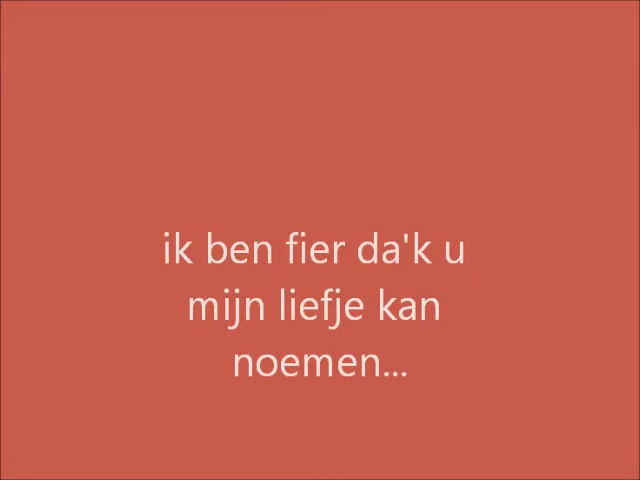 ik ben fier da'k u
mijn liefje kan
noemen...